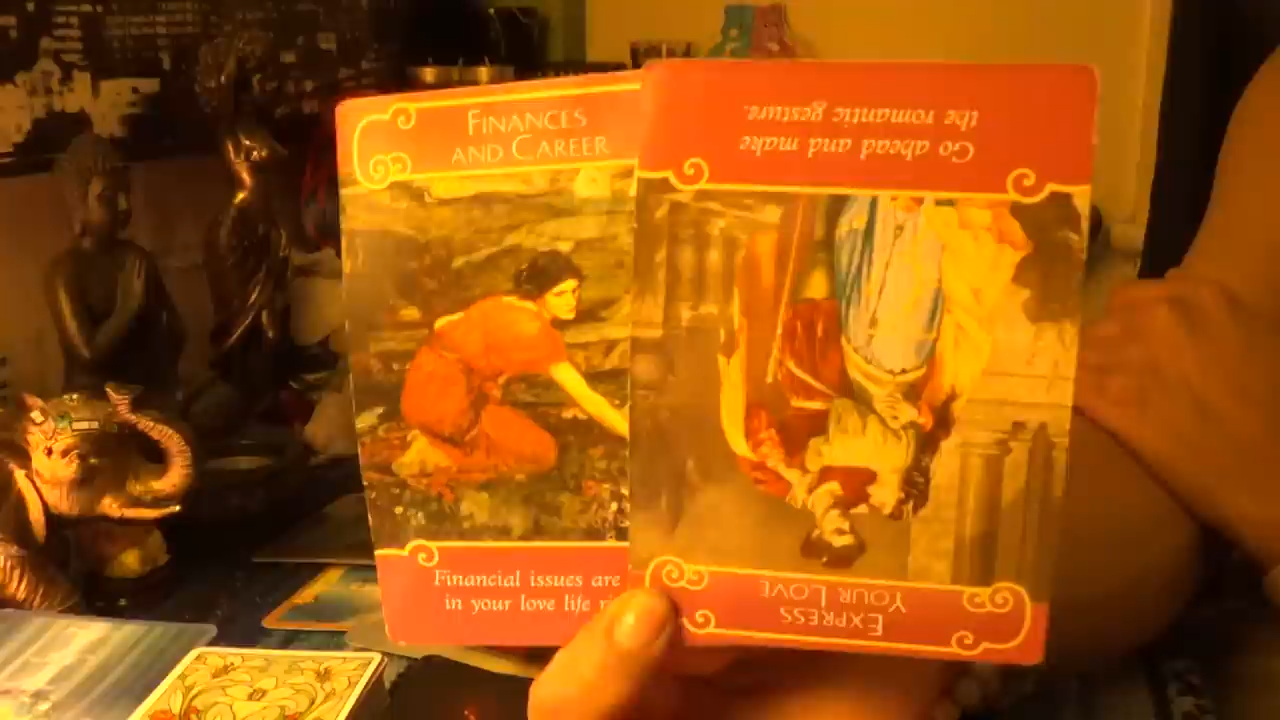 FINANCES
AND CAREER
Financial issues are
in your love life
EXPRESS
YOUR LOVE
Go ahead and make
the romantic gesture.